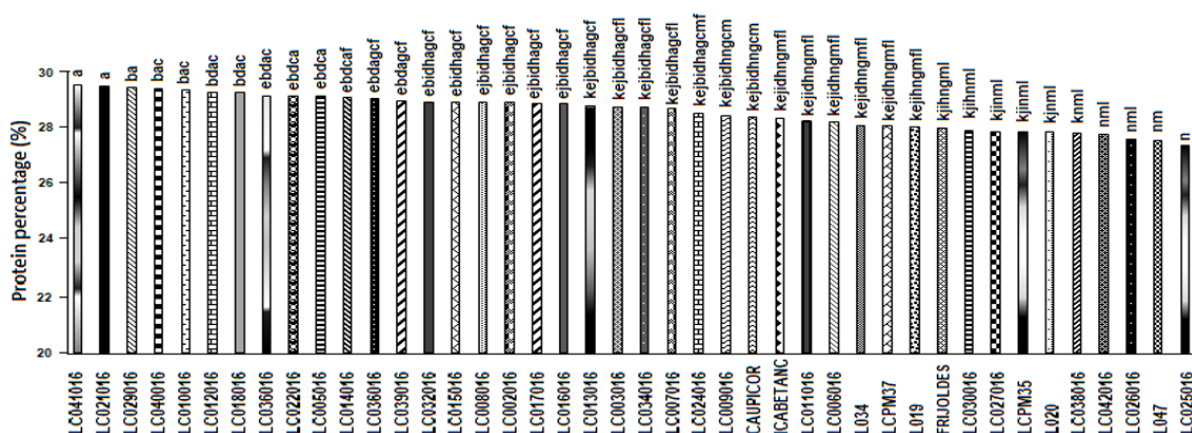 a
a
ba
bac
bac
bdac
bdac
ebdac
ebdca
ebdca
ebdcaf
ebdagcf
ebdagcf
ebidhagcf
ebidhagcf
ejbidhagcf
ejbidhagcf
ejbidhagcf
ejbidhagcf
kejbidhagcf
kejbidhagcfl
kejbidhagcfl
kejbidhagcfl
kejbidhagcmf
kejbidhngcm
kejbidhngcm
kejidhngmfl
kejidhngmfl
kejidhngmfl
kejidhngmfl
kejidhngmfl
kejihngmfl
kjihngml
kjihnml
kjinml
kjinml
kjnml
knml
nml
nml
nm
n
Protein percentage (%)
30
28
26
24
22
20
LC041016
LC021016
LC029016
LC040016
LC010016
LC012016
LC018016
LC036016
LC022016
LC005016
LC014016
LC036016
LC039016
LC032016
LC015016
LC008016
LC002016
LC017016
LC016016
LC013016
LC003016
LC034016
LC007016
LC024016
LC009016
CAUPICOR
ICABETANC
LC011016
LC006016
L034
LCPM37
L019
FRIJOLDES
LC030016
LC027016
LCPM35
L020
LC038016
LC042016
LC026016
L047
LC025016